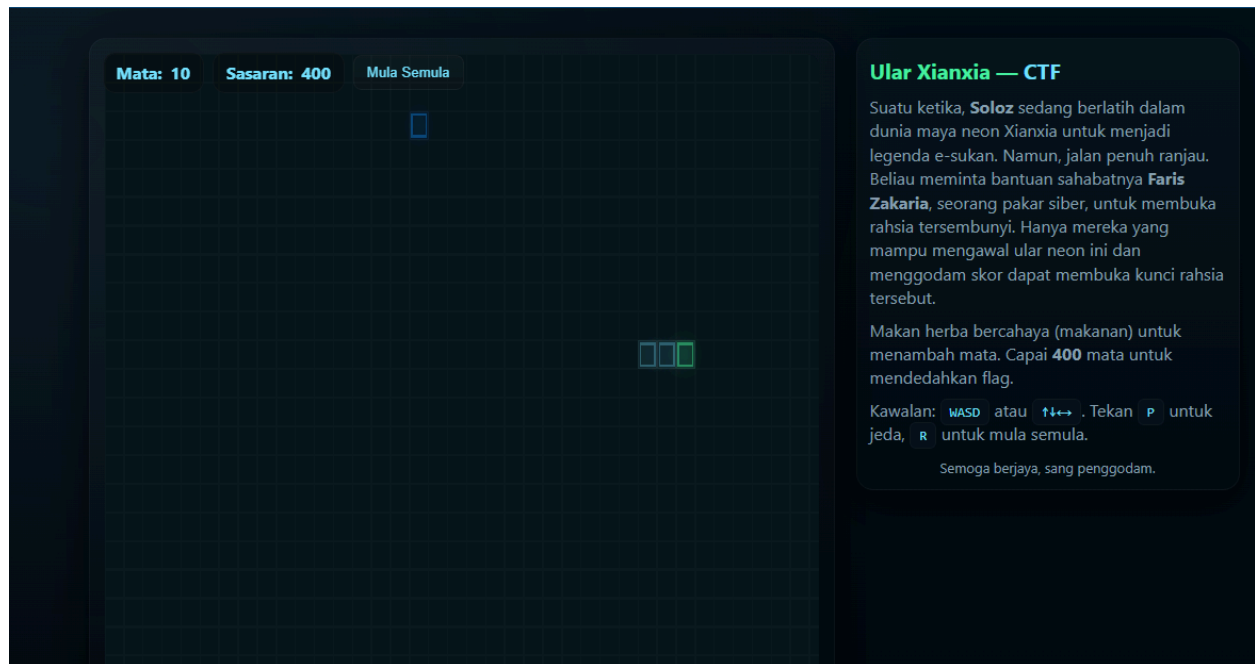 Mata: 10 Sasaran: 400 Mula Semula
Ular Xianxia — CTF
Suatu ketika, Soloz sedang berlatih dalam
dunia maya neon Xianxia untuk menjadi
legenda e-sukan. Namun, jalan penuh ranjau.
Beliau meminta bantuan sahabatnya Faris
Zakaria, seorang pakar siber, untuk membuka
rahsia tersembunyi. Hanya mereka yang
mampu mengawal ular neon ini dan
menggodam skor dapat membuka kunci rahsia
tersebut.
Makan herba bercahaya (makanan) untuk
menambah mata. Capai 400 mata untuk
mendedahkan flag.
Kawalan: WASD atau ↑↓↔ . Tekan P untuk
jeda, R untuk mula semula.
Semoga berjaya, sang penggodam.